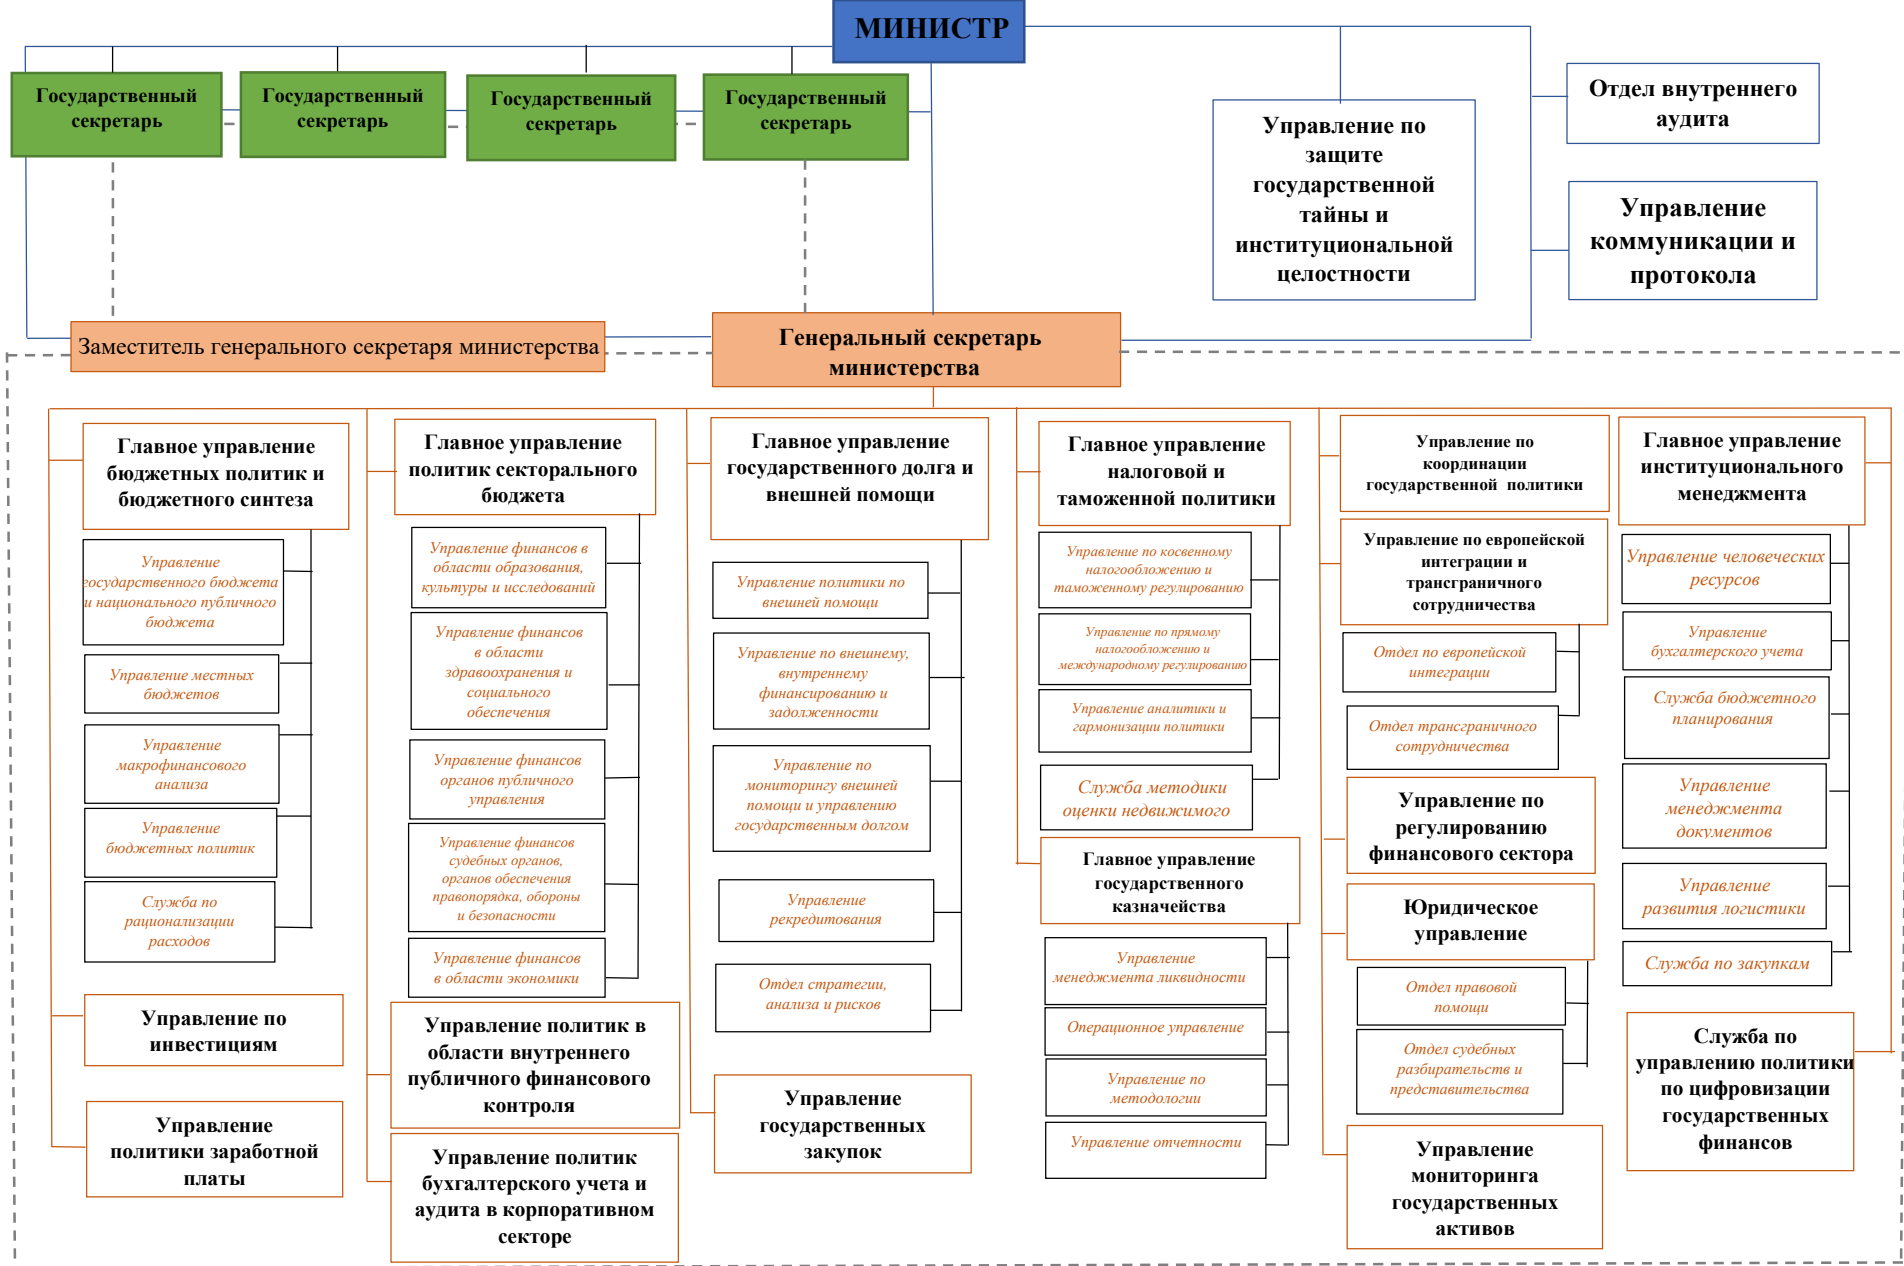 МИНИСТР
Государственный
секретарь
Государственный
секретарь
Государственный
секретарь
Государственный
секретарь
Управление по
защите
государственной
тайны и
институциональной
целостности
Отдел внутреннего
аудита
Управление
коммуникации и
протокола
Заместитель генерального секретаря министерства
Генеральный секретарь
министерства
Главное управление
бюджетных политик и
бюджетного синтеза
Управление
государственного бюджета
и национального публичного
бюджета
Управление местных
бюджетов
Управление
макрофинансового
анализа
Управление
бюджетных политик
Служба по
рационализации
расходов
Управление по
инвестициям
Управление
политики заработной
платы
Главное управление
политик секторального
бюджета
Управление финансов в
области образования,
культуры и исследований
Управление финансов
в области
здравоохранения и
социального
обеспечения
Управление финансов
органов публичного
управления
Управление финансов
судебных органов,
органов обеспечения
правопорядка, обороны
и безопасности
Управление финансов
в области экономики
Управление политик в
области внутреннего
публичного финансового
контроля
Управление политик
бухгалтерского учета и
аудита в корпоративном
секторе
Главное управление
государственного долга и
внешней помощи
Управление политики по
внешней помощи
Управление по внешнему,
внутреннему
финансированию и
задолженности
Управление по
мониторингу внешней
помощи и управлению
государственным долгом
Управление
рекредитования
Отдел стратегии,
анализа и рисков
Управление
государственных
закупок
Главное управление
налоговой и
таможенной политики
Управление по косвенному
налогообложению и
таможенному регулированию
Управление по прямому
налогообложению и
международному регулированию
Управление аналитики и
гармонизации политики
Служба методики
оценки недвижимого
Главное управление
государственного
казначейства
Управление
менеджмента ликвидности
Операционное управление
Управление по
методологии
Управление отчетности
Управление по
координации
государственной политики
Управление по европейской
интеграции и
трансграничного
сотрудничества
Отдел по европейской
интеграции
Отдел трансграничного
сотрудничества
Управление по
регулированию
финансового сектора
Юридическое
управление
Отдел правовой
помощи
Отдел судебных
разбирательств и
представительства
Управление
мониторинга
государственных
активов
Главное управление
институционального
менеджмента
Управление человеческих
ресурсов
Управление
бухгалтерского учета
Служба бюджетного
планирования
Управление
менеджмента
документов
Управление
развития логистики
Служба по закупкам
Служба по
управлению политики
по цифровизации
государственных
финансов